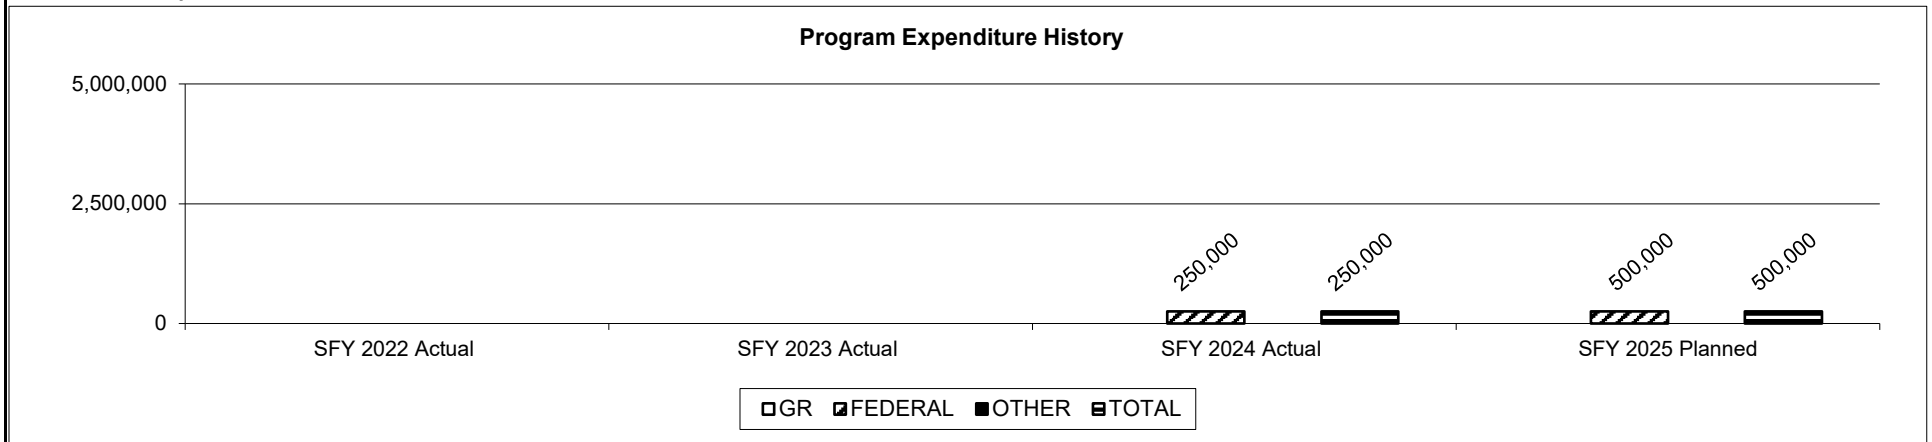 Program Expenditure History
5,000,000
2,500,000
0
250,000 250,000 500,000 500,000
SFY 2022 Actual SFY 2023 Actual SFY 2024 Actual SFY 2025 Planned
GR FEDERAL OTHER TOTAL